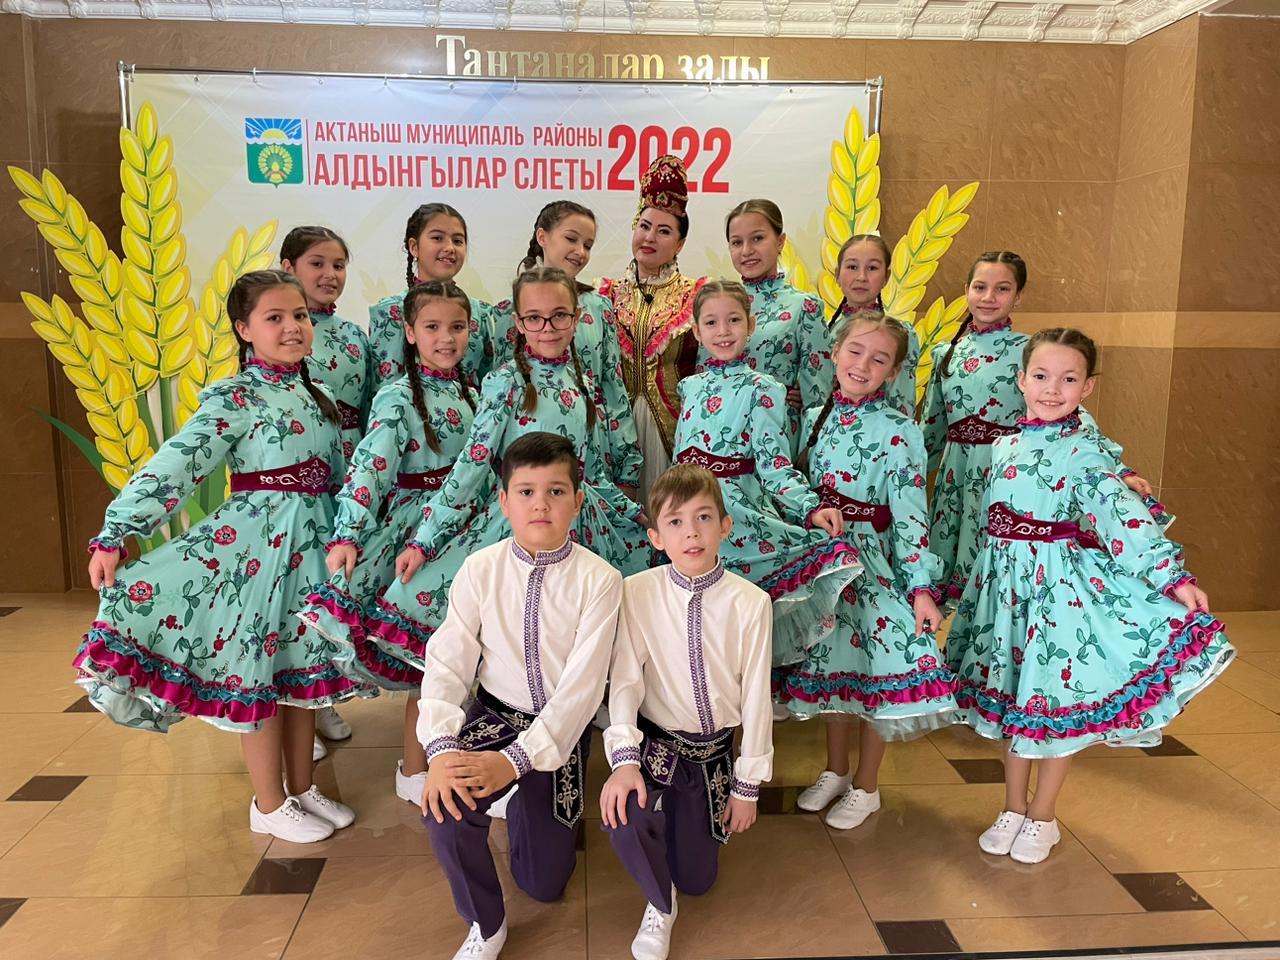 Тантаналар залы
АКТАНЫШ МУНИЦИПАЛЬ РАЙОНЫ
АЛДЫНГЫЛАР СЛЕТЫ 2022